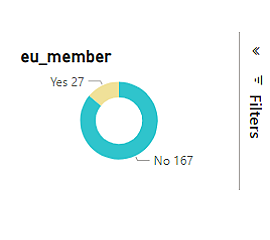 eu_member
Yes 27
No 167
Filters